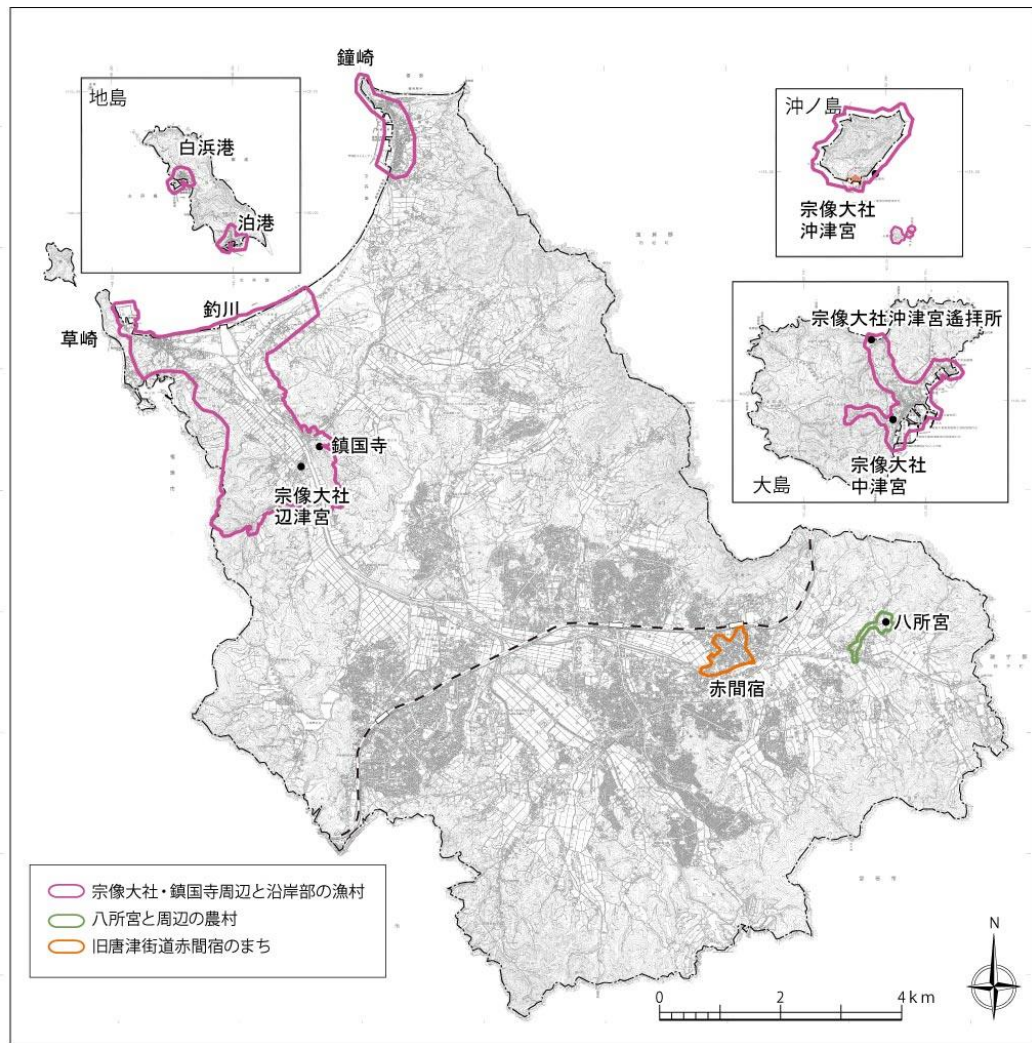 鐘崎
地島
白浜港
泊港
沖ノ島
宗像大社
沖津宮
草崎
釣川
宗像大社沖津宮遙拝所
宗像大社
中津宮
大島
鎮国寺
宗像大社
辺津宮
八所宮
赤間宿
宗像大社・鎮国寺周辺と沿岸部の漁村
八所宮と周辺の農村
旧唐津街道赤間宿のまち
N
0 2 4km